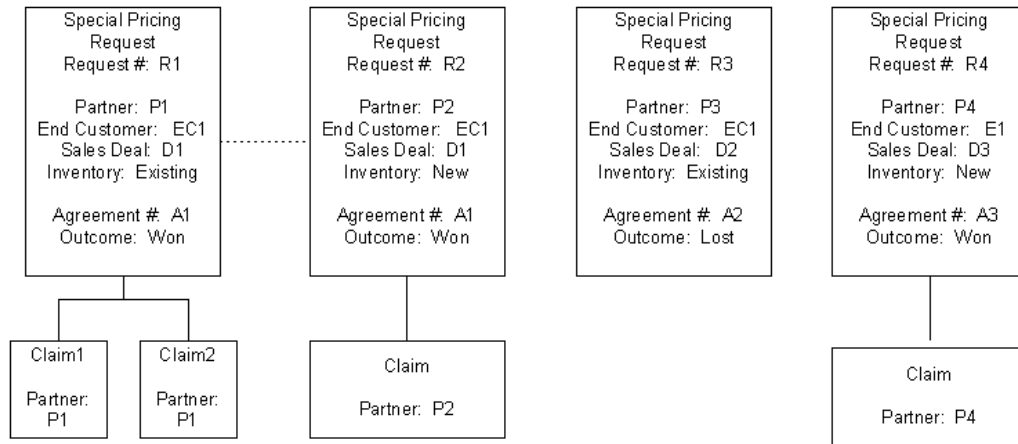 Special Pricing
Request
Request #: R1
Partner: P1
End Customer: EC1
Sales Deal: D1
Inventory: Existing
Agreement #: A1
Outcome: Won
Special Pricing
Request
Request #: R2
Partner: P2
End Customer: EC1
Sales Deal: D1
Inventory: New
Agreement #: A1
Outcome: Won
Special Pricing
Request
Request #: R3
Partner: P3
End Customer: EC1
Sales Deal: D2
Inventory: Existing
Agreement #: A2
Outcome: Lost
Special Pricing
Request
Request #: R4
Partner: P4
End Customer: E1
Sales Deal: D3
Inventory: New
Agreement #: A3
Outcome: Won
Claim1
Partner:
P1
Claim2
Partner:
P1
Claim
Partner: P2
Claim
Partner: P4